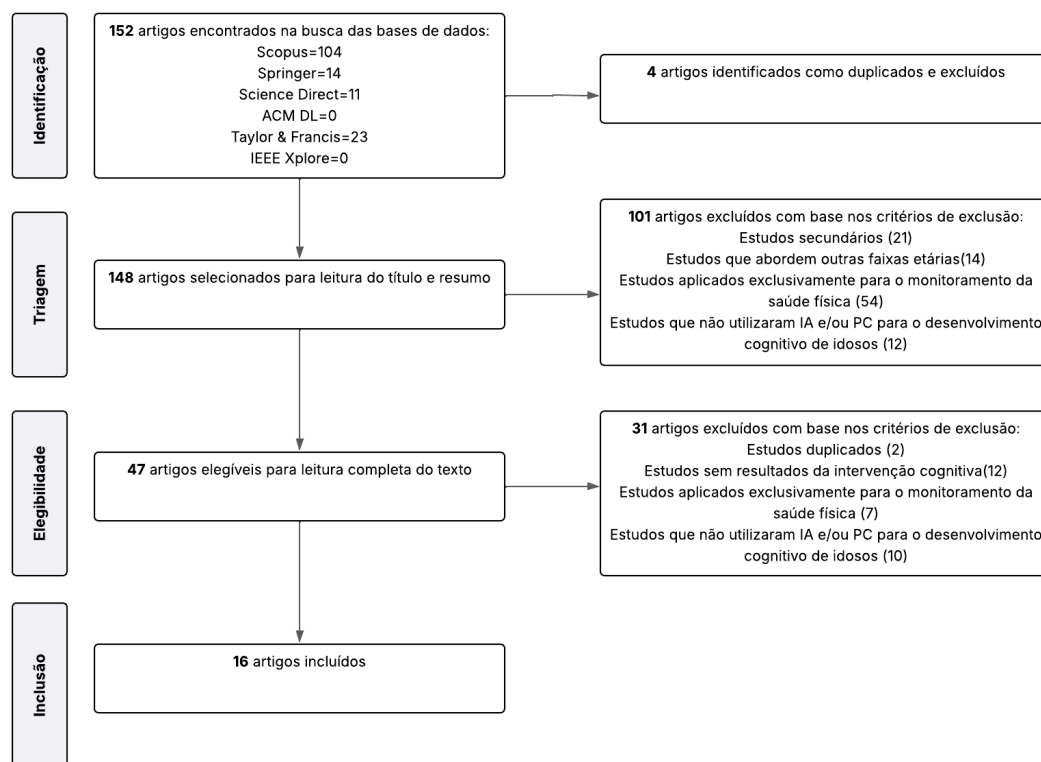 Identificação
152 artigos encontrados na busca das bases de dados:
Scopus=104
Springer=14
Science Direct=11
ACM DL=0
Taylor & Francis=23
IEEE Xplore=0
4 artigos identificados como duplicados e excluídos
Triagem
148 artigos selecionados para leitura do título e resumo
101 artigos excluídos com base nos critérios de exclusão:
Estudos secundários (21)
Estudos que abordem outras faixas etárias(14)
Estudos aplicados exclusivamente para o monitoramento da
saúde física (54)
Estudos que não utilizaram IA e/ou PC para o desenvolvimento
cognitivo de idosos (12)
Elegibilidade
47 artigos elegíveis para leitura completa do texto
31 artigos excluídos com base nos critérios de exclusão:
Estudos duplicados (2)
Estudos sem resultados da intervenção cognitiva(12)
Estudos aplicados exclusivamente para o monitoramento da
saúde física (7)
Estudos que não utilizaram IA e/ou PC para o desenvolvimento
cognitivo de idosos (10)
Inclusão
16 artigos incluídos